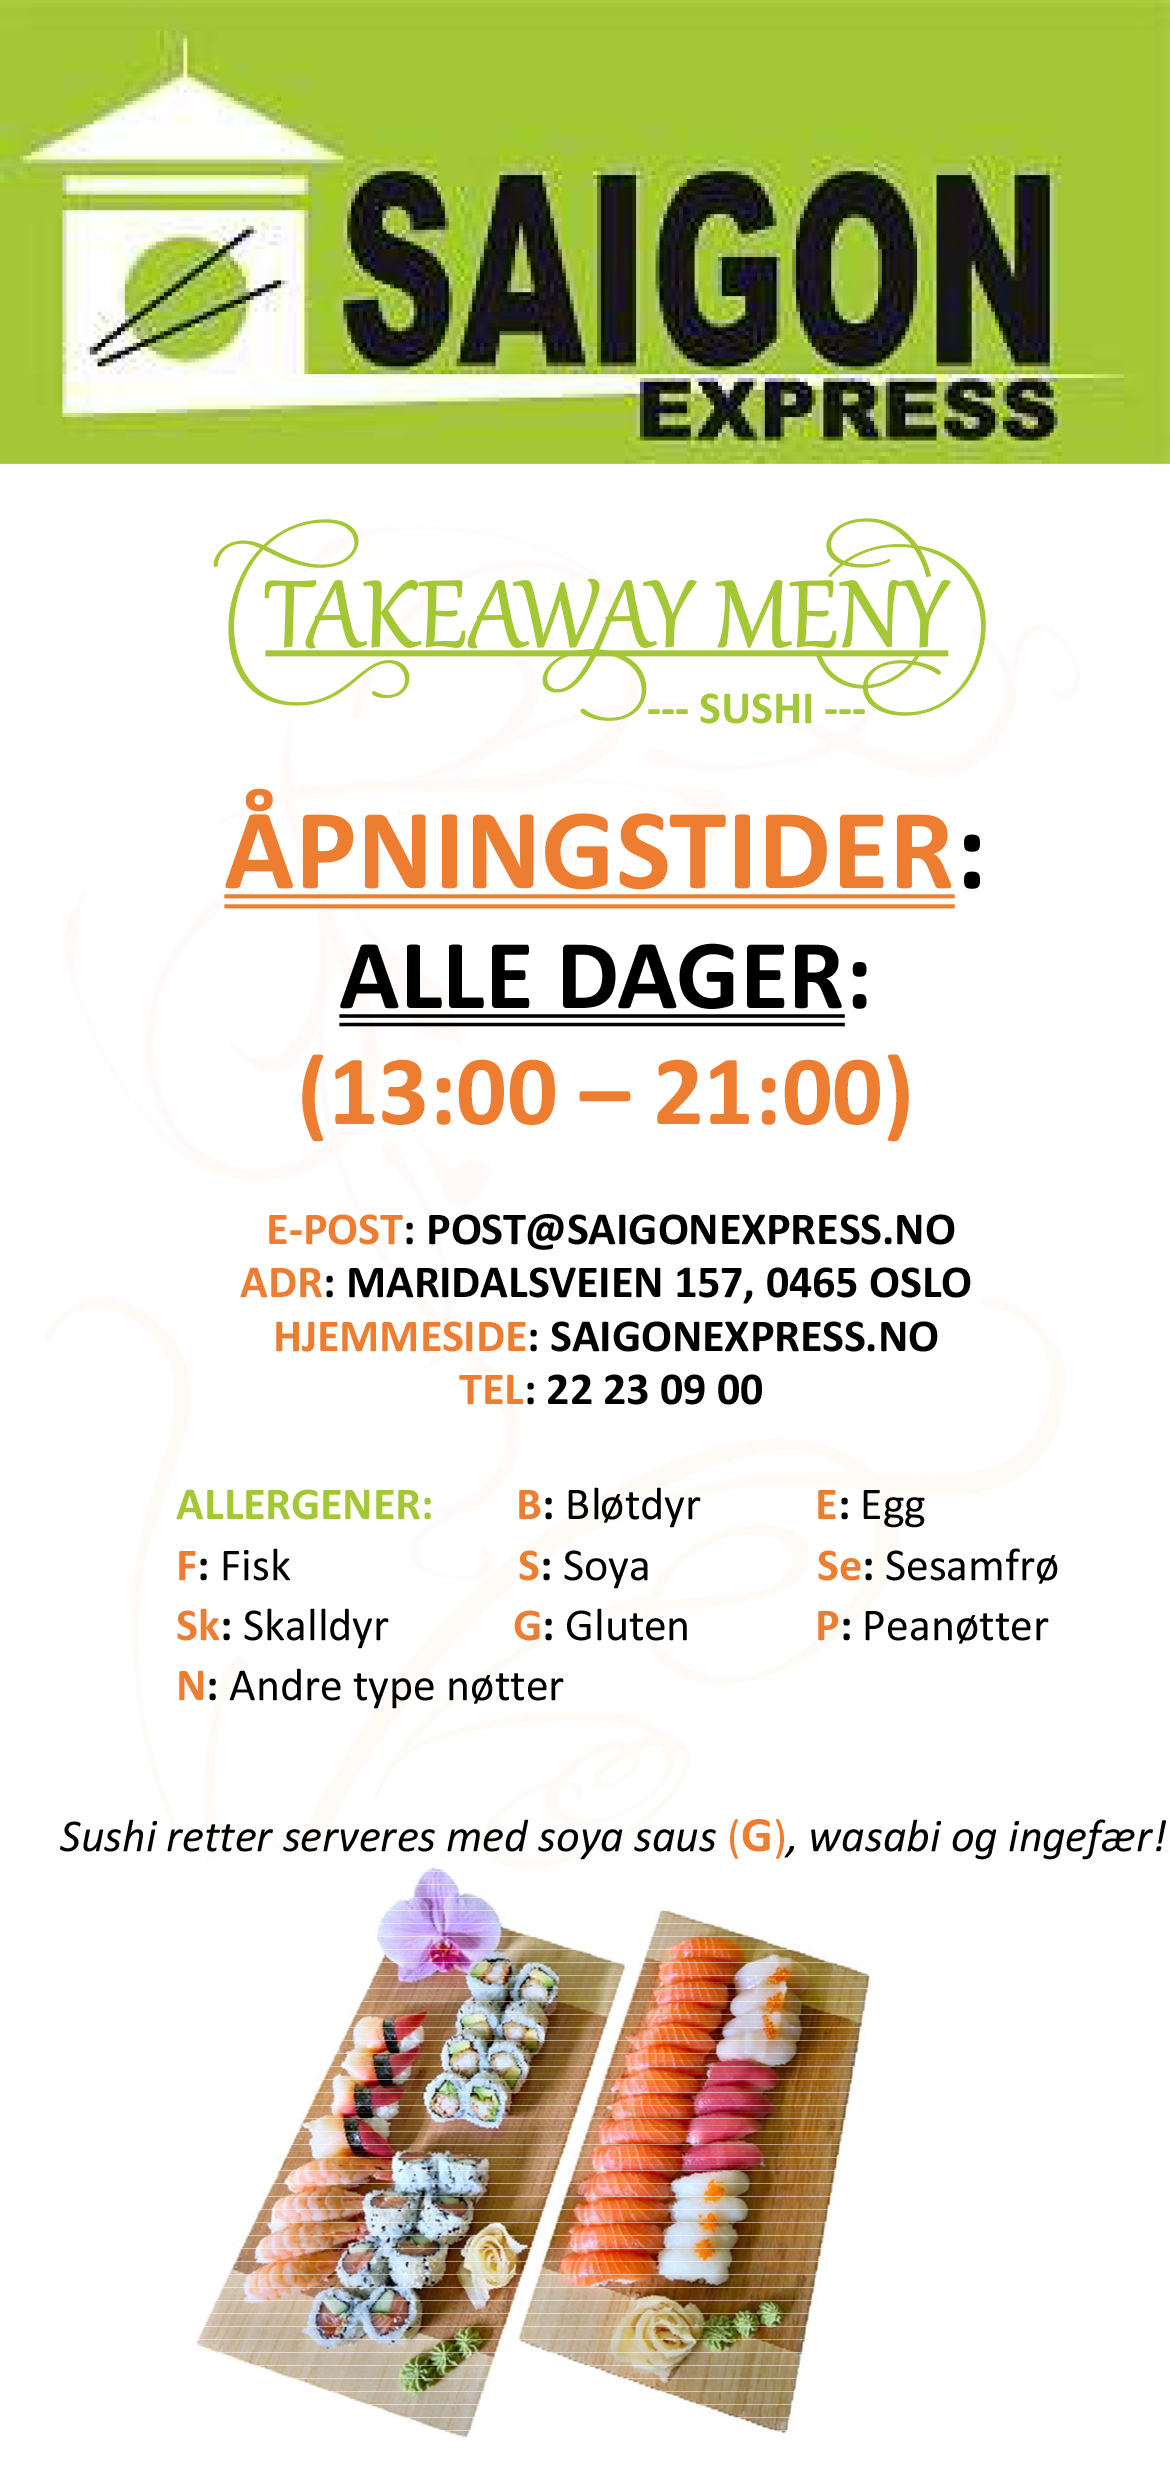 SAIGON
EXPRESS
TAKEAWAY MENY
--- SUSHI ---
ÅPNINGSTIDER:
ALLE DAGER:
(13:00 – 21:00)
E-POST: POST@SAIGONEXPRESS.NO
ADR: MARIDALSVEIEN 157, 0465 OSLO
HJEMMESIDE: SAIGONEXPRESS.NO
TEL: 22 23 09 00
ALLERGENER: B: Bløtdyr E: Egg
F: Fisk S: Soya Se: Sesamfrø
Sk: Skalldyr G: Gluten P: Peanøtter
N: Andre type nøtter
Sushi retter serveres med soya saus (G), wasabi og ingefær!